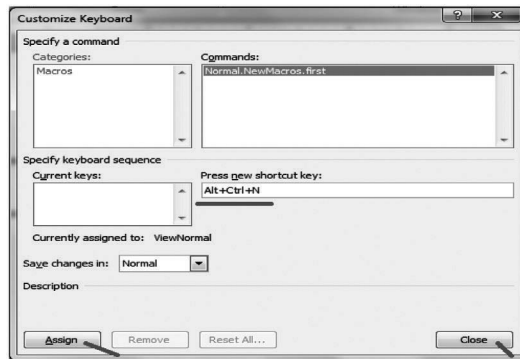 Customize Keyboard
Specify a command
Categories:
Commands:
Macros
Normal.NewMacros.first
Specify keyboard sequence
Current keys:
Press new shortcut key:
Alt+Ctrl+N
Currently assigned to: ViewNormal
Save changes in: Normal
Description
Assign
Remove
Reset All...
Close